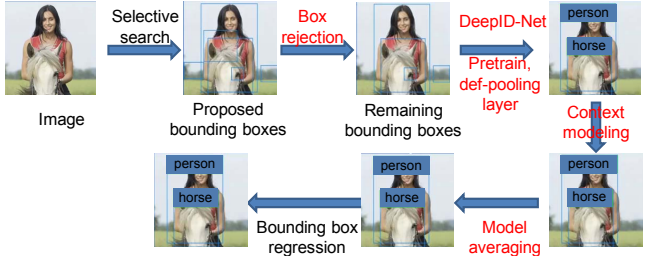 Selective
search
Box
rejection
DeepID-Net
Pretrain,
def-pooling
layer
person
horse
Image
Proposed
bounding boxes
Remaining
bounding boxes
Context
modeling
person
horse
Model
averaging
person
horse
Bounding box
regression
person
horse